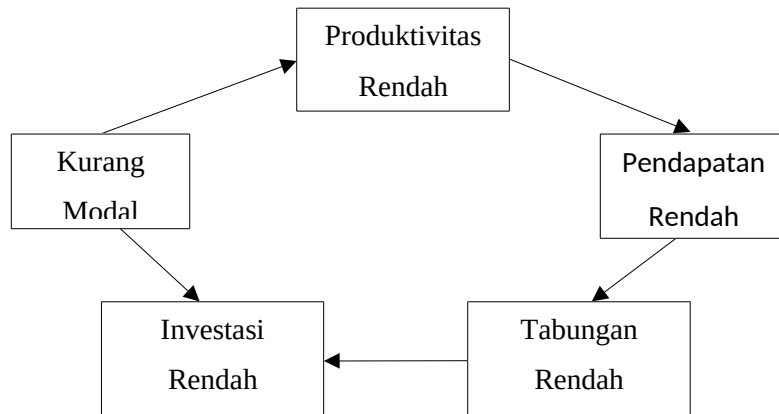 Produktivitas
Rendah
Kurang
Modal
Pendapatan
Rendah
Investasi
Rendah
Tabungan
Rendah